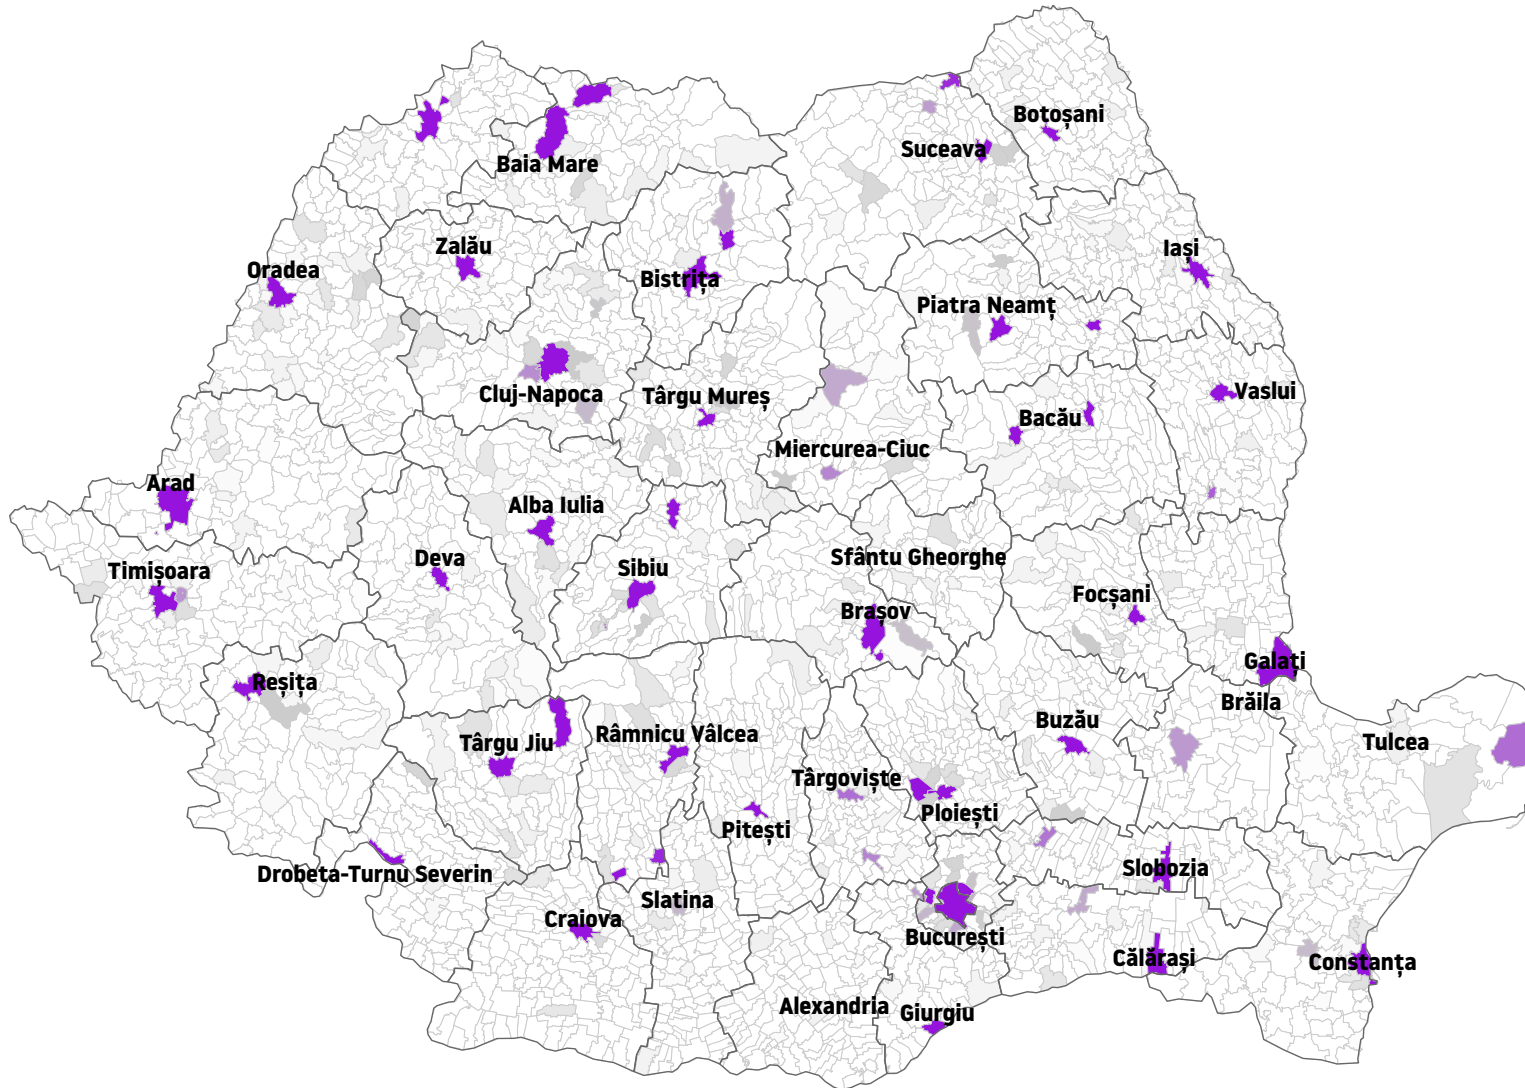 Botoșani
Suceava
Baia Mare
Zalău
Iași
Oradea
Bistrița
Piatra Neamț
Cluj-Napoca
Târgu Mureș
Vaslui
Bacău
Miercurea-Ciuc
Arad
Alba Iulia
Deva
Sibiu
Sfântu Gheorghe
Timișoara
Focșani
Brașov
Galați
Reșița
Brăila
Buzău
Râmnicu Vâlcea
Târgu Jiu
Tulcea
Târgoviște
Ploiești
Pitești
Drobeta-Turnu Severin
Slobozia
Slatina
Craiova
București
Călărași
Constanța
Alexandria
Giurgiu